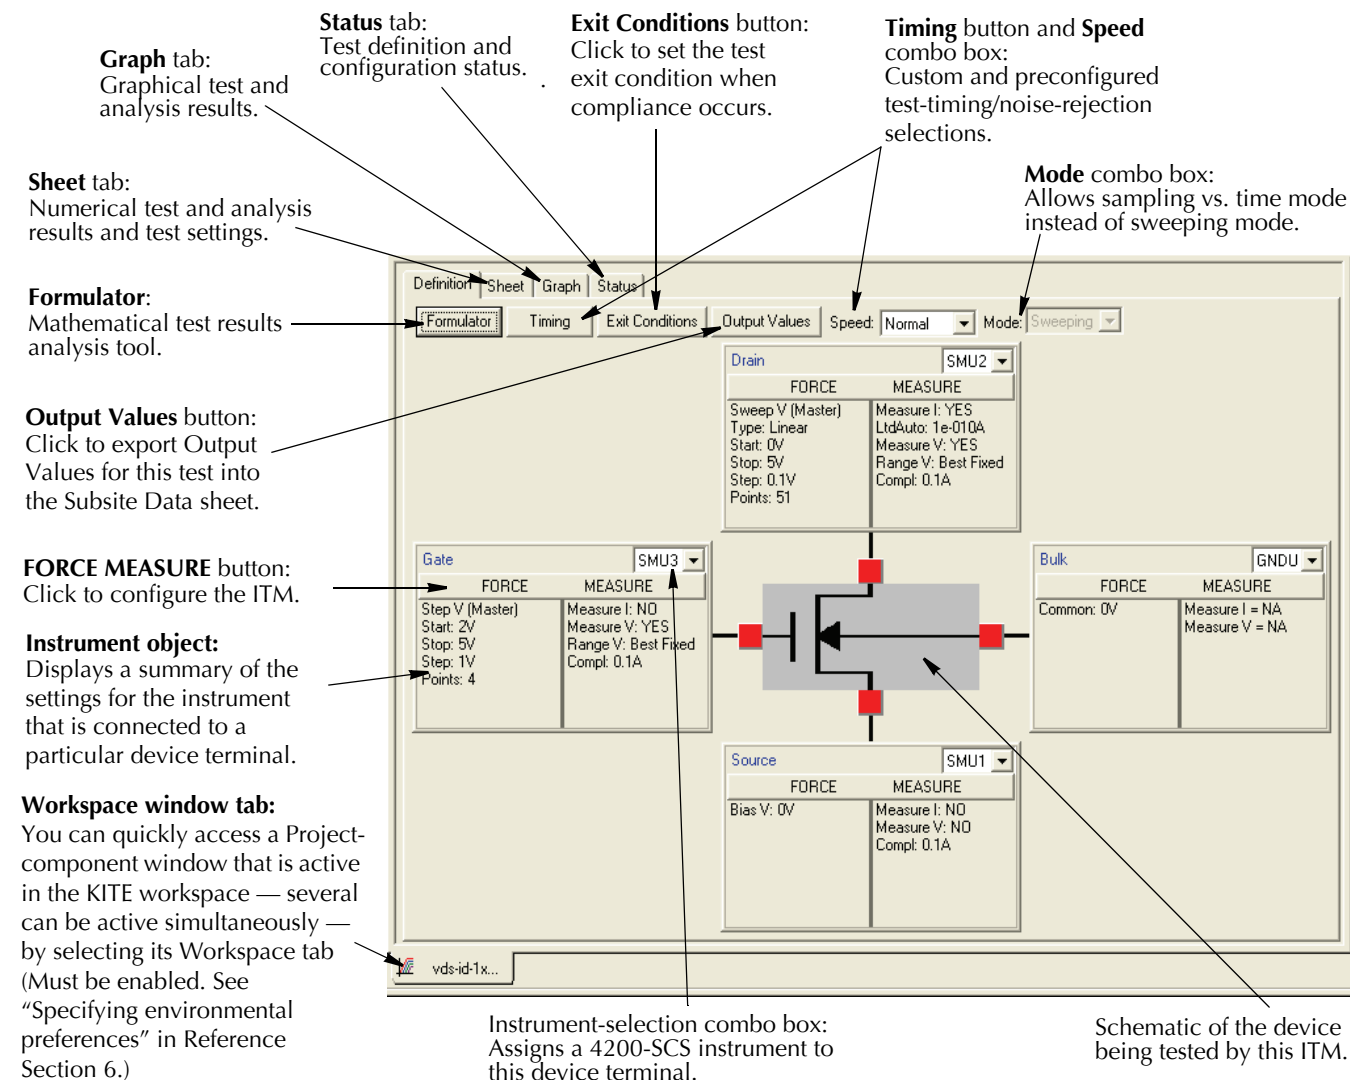 Status tab:
Test definition and
configuration status.
Exit Conditions button:
Click to set the test
exit condition when
compliance occurs.
Timing button and Speed
combo box:
Custom and preconfigured
test-timing/noise-rejection
selections.
Graph tab:
Graphical test and
analysis results.
Mode combo box:
Allows sampling vs. time mode
instead of sweeping mode.
Sheet tab:
Numerical test and analysis
results and test settings.
Formulator:
Mathematical test results
analysis tool.
Output Values button:
Click to export Output
Values for this test into
the Subsite Data sheet.
FORCE MEASURE button:
Click to configure the ITM.
Instrument object:
Displays a summary of the
settings for the instrument
that is connected to a
particular device terminal.
Workspace window tab:
You can quickly access a Project-
component window that is active
in the KITE workspace — several
can be active simultaneously —
by selecting its Workspace tab
(Must be enabled. See
“Specifying environmental
preferences” in Reference
Section 6.)
Definition Sheet Graph Status
Formulator Timing Exit Conditions Output Values Speed: Normal Mode: Sweeping
Drain SMU2
FORCE MEASURE
Sweep V (Master)
Type: Linear
Start: 0V
Stop: 5V
Step: 0.1V
Points: 51
Measure I: YES
LtdAuto: 1e-010A
Measure V: YES
Range V: Best Fixed
Compl: 0.1A
Gate SMU3
FORCE MEASURE
Step V (Master)
Start: 2V
Stop: 5V
Step: 1V
Points: 4
Measure I: NO
Measure V: YES
Range V: Best Fixed
Compl: 0.1A
Bulk GNDU
FORCE MEASURE
Common: 0V
Measure I = NA
Measure V = NA
Source SMU1
FORCE MEASURE
Bias V: 0V
Measure I: NO
Measure V: NO
Compl: 0.1A
vds-id-1x...
Instrument-selection combo box:
Assigns a 4200-SCS instrument to
this device terminal.
Schematic of the device
being tested by this ITM.